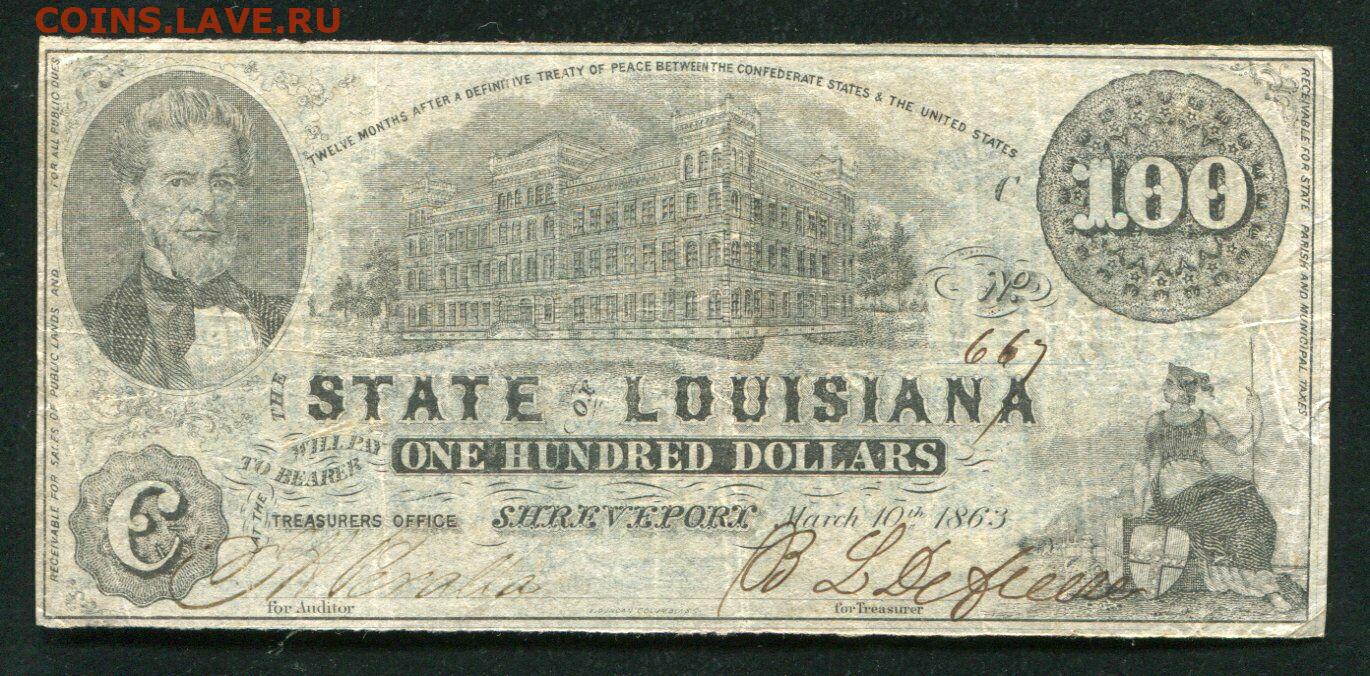 COINS.LAVE.РУ
TWELVE MONTHS AFTER A DEFINITIVE TREATY OF PEACE BETWEEN THE CONFEDERATE STATES & THE UNITED STATES
RECEIVABLE FOR SALES OF PUBLIC LANDS AND FOR ALL PUBLIC DUES
RECEIVABLE FOR STATE PARISH AND MUNICIPAL TAXES
C
100
No.
667
THE STATE OF LOUISIANA
WILL PAY
TO BEARER
ONE HUNDRED DOLLARS
C
AT THE TREASURERS OFFICE SHREVEPORT March 10th 1863
for Auditor
for Treasurer